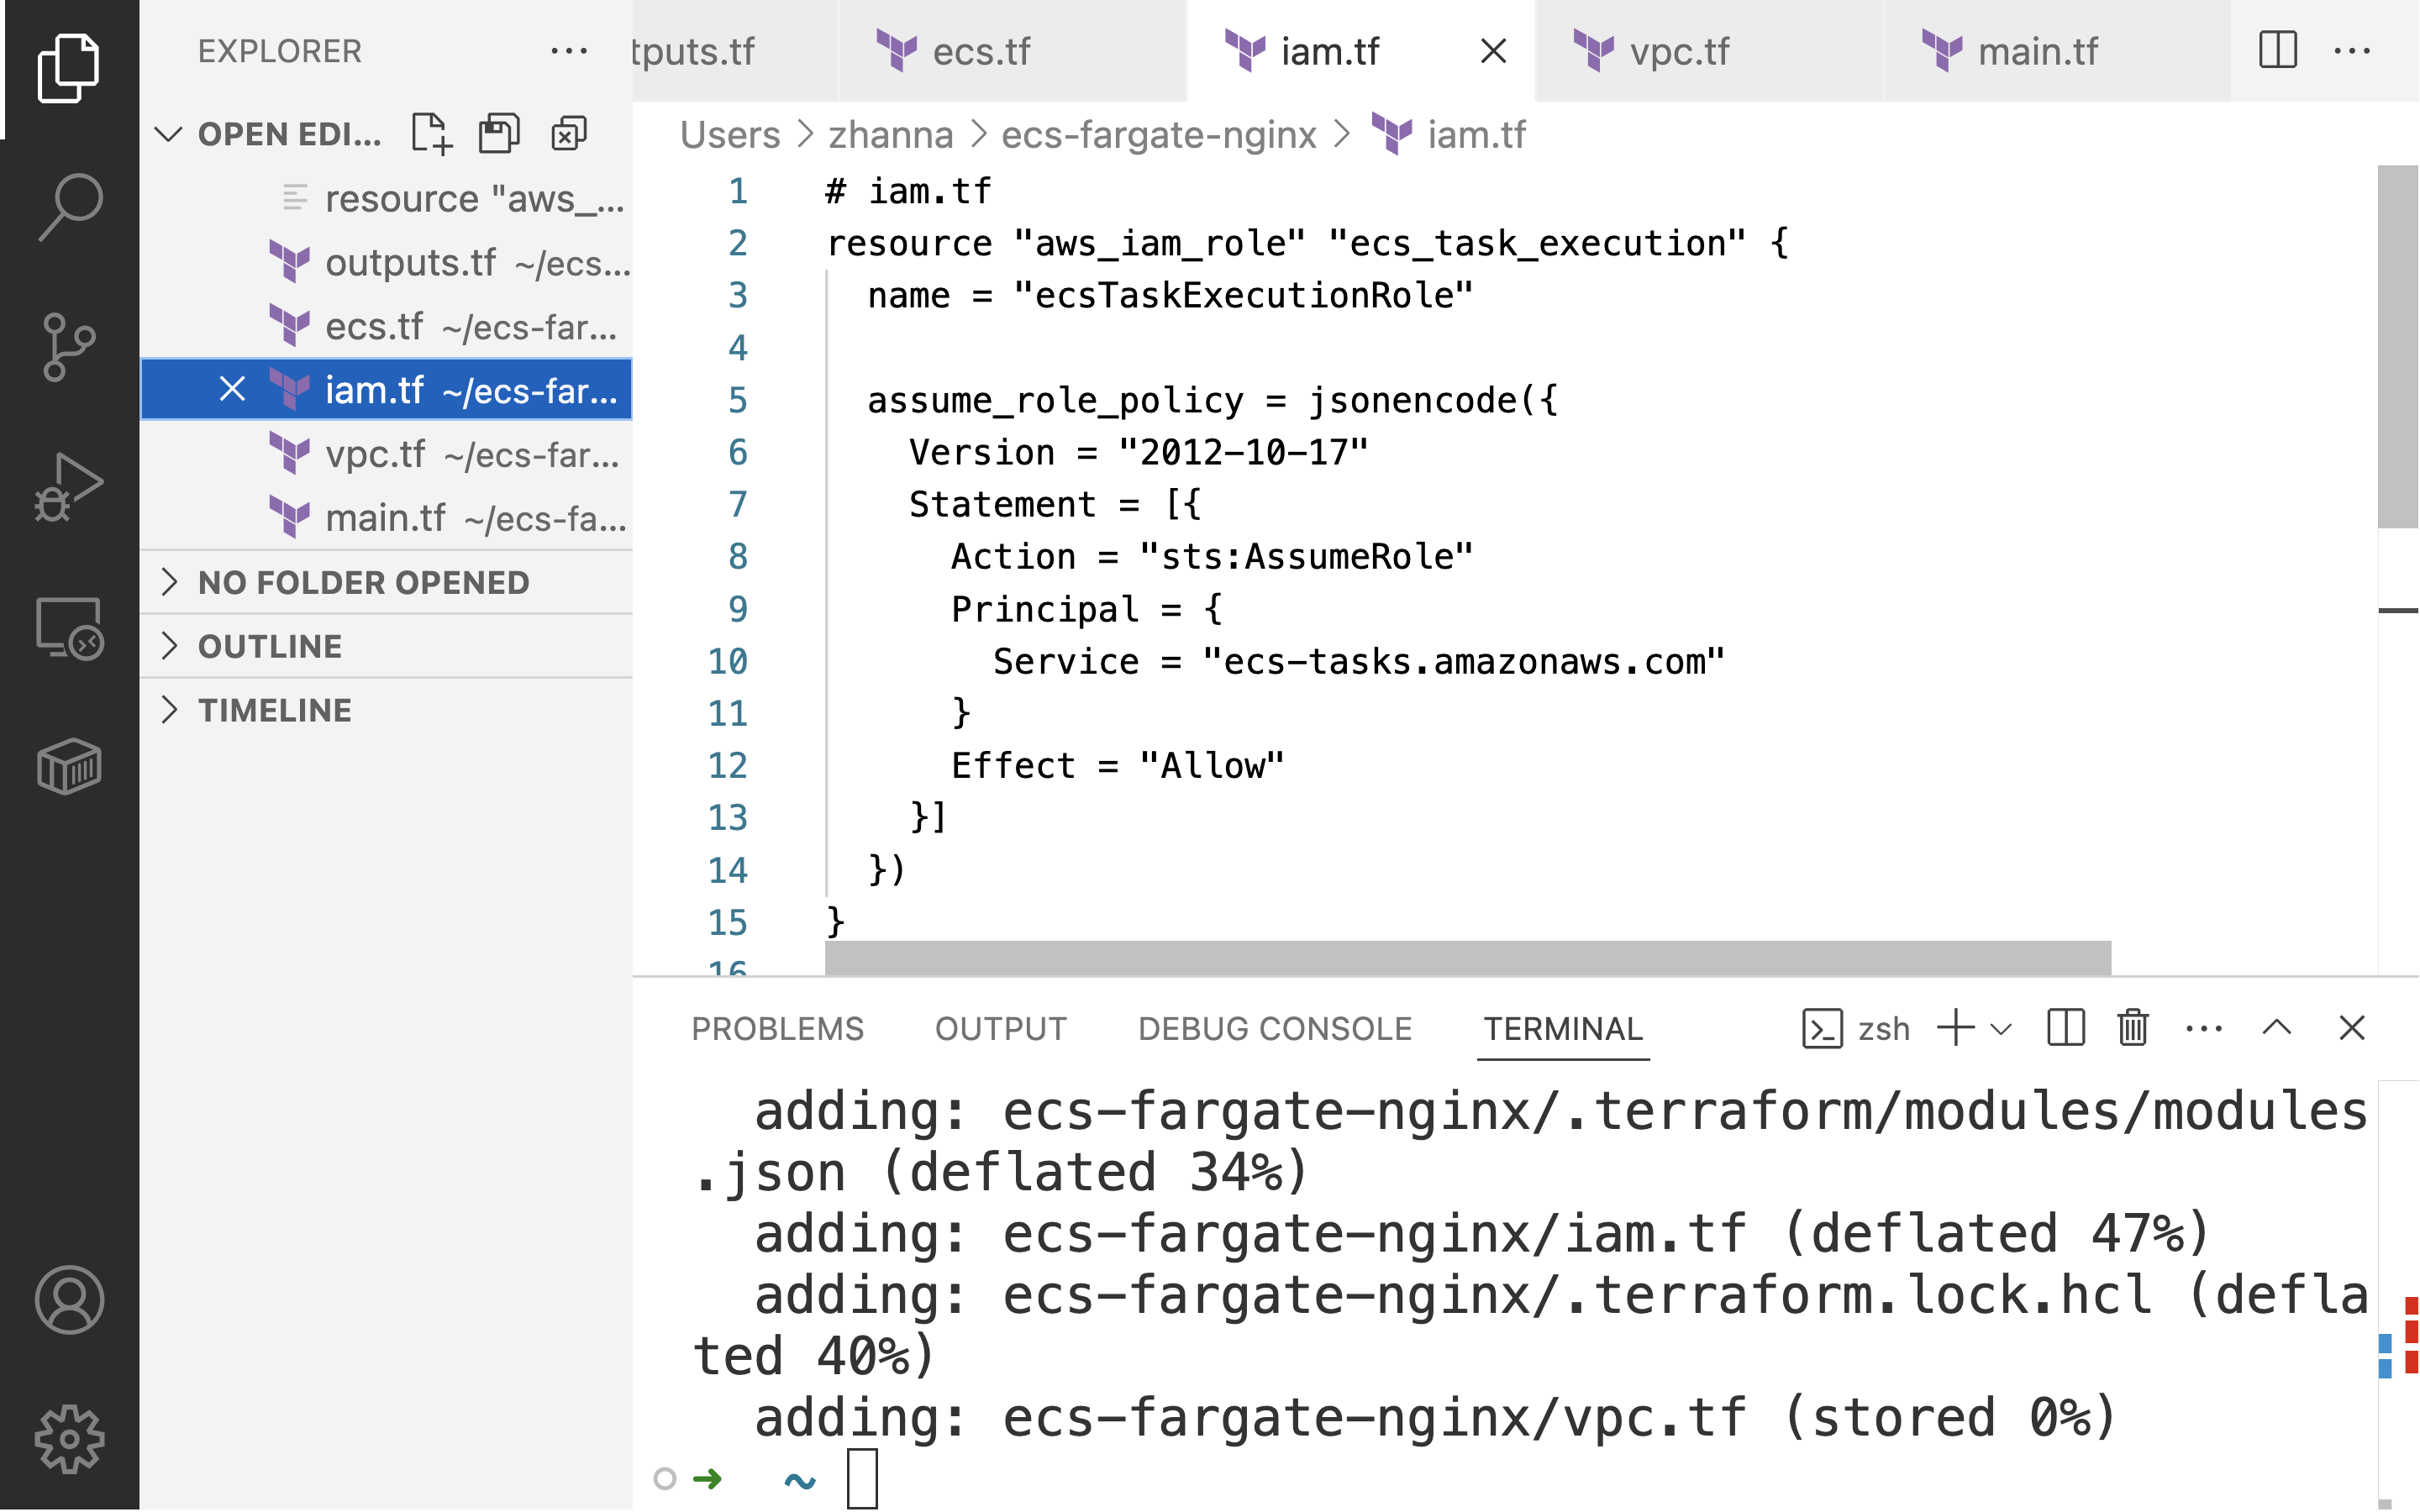 EXPLORER
OPEN EDI...
resource "aws_...
outputs.tf ~/ecs...
ecs.tf ~/ecs-far...
iam.tf ~/ecs-far...
vpc.tf ~/ecs-far...
main.tf ~/ecs-fa...
NO FOLDER OPENED
OUTLINE
TIMELINE
tputs.tf ecs.tf iam.tf vpc.tf main.tf
Users > zhanna > ecs-fargate-nginx > iam.tf
1 # iam.tf
2 resource "aws_iam_role" "ecs_task_execution" {
3   name = "ecsTaskExecutionRole"
4
5   assume_role_policy = jsonencode({
6     Version = "2012-10-17"
7     Statement = [{
8       Action = "sts:AssumeRole"
9       Principal = {
10         Service = "ecs-tasks.amazonaws.com"
11       }
12       Effect = "Allow"
13     }]
14   })
15 }
16
PROBLEMS OUTPUT DEBUG CONSOLE TERMINAL zsh
  adding: ecs-fargate-nginx/.terraform/modules/modules
.json (deflated 34%)
  adding: ecs-fargate-nginx/iam.tf (deflated 47%)
  adding: ecs-fargate-nginx/.terraform.lock.hcl (defla
ted 40%)
  adding: ecs-fargate-nginx/vpc.tf (stored 0%)
➜ ~